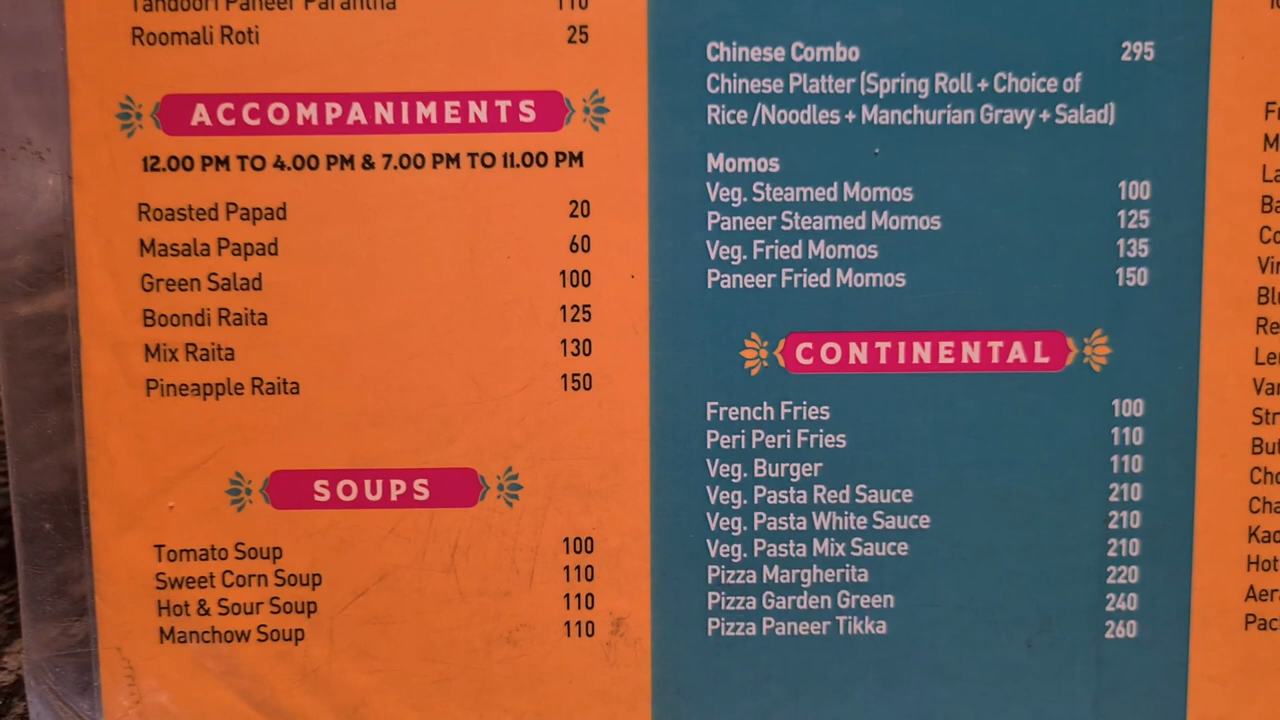 Tandoori Paneer Parantha 110
Roomali Roti 25
ACCOMPANIMENTS
12.00 PM TO 4.00 PM & 7.00 PM TO 11.00 PM
Roasted Papad 20
Masala Papad 60
Green Salad 100
Boondi Raita 125
Mix Raita 130
Pineapple Raita 150
SOUPS
Tomato Soup 100
Sweet Corn Soup 110
Hot & Sour Soup 110
Manchow Soup 110
Chinese Combo 295
Chinese Platter (Spring Roll + Choice of
Rice /Noodles + Manchurian Gravy + Salad)
Momos
Veg. Steamed Momos 100
Paneer Steamed Momos 125
Veg. Fried Momos 135
Paneer Fried Momos 150
CONTINENTAL
French Fries 100
Peri Peri Fries 110
Veg. Burger 110
Veg. Pasta Red Sauce 210
Veg. Pasta White Sauce 210
Veg. Pasta Mix Sauce 210
Pizza Margherita 220
Pizza Garden Green 240
Pizza Paneer Tikka 260